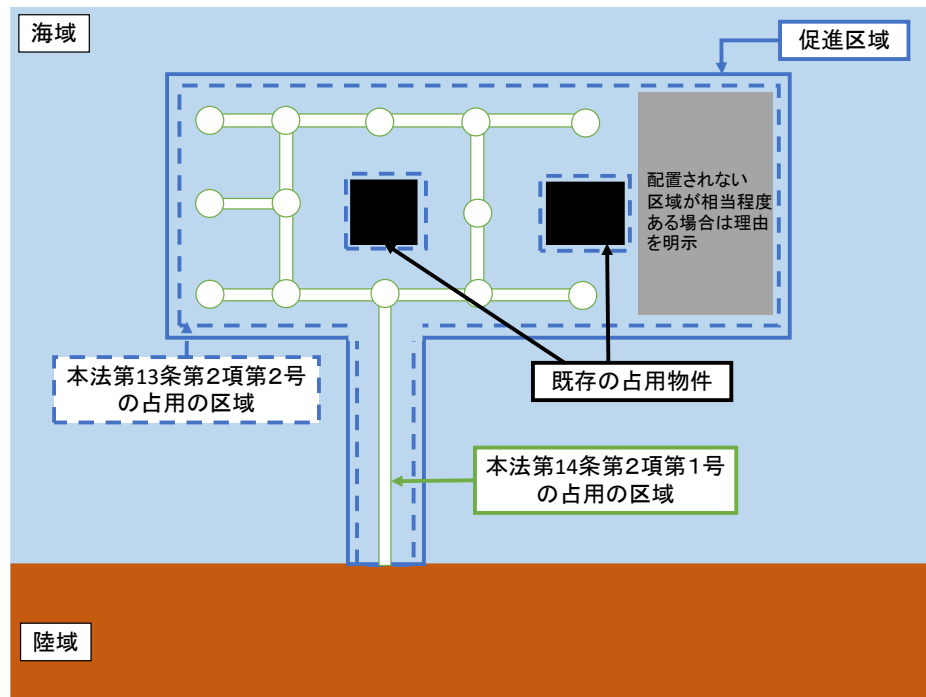 海域
促進区域
配置されない
区域が相当程度
ある場合は理由
を明示
本法第13条第2項第2号
の占用の区域
既存の占用物件
本法第14条第2項第1号
の占用の区域
陸域